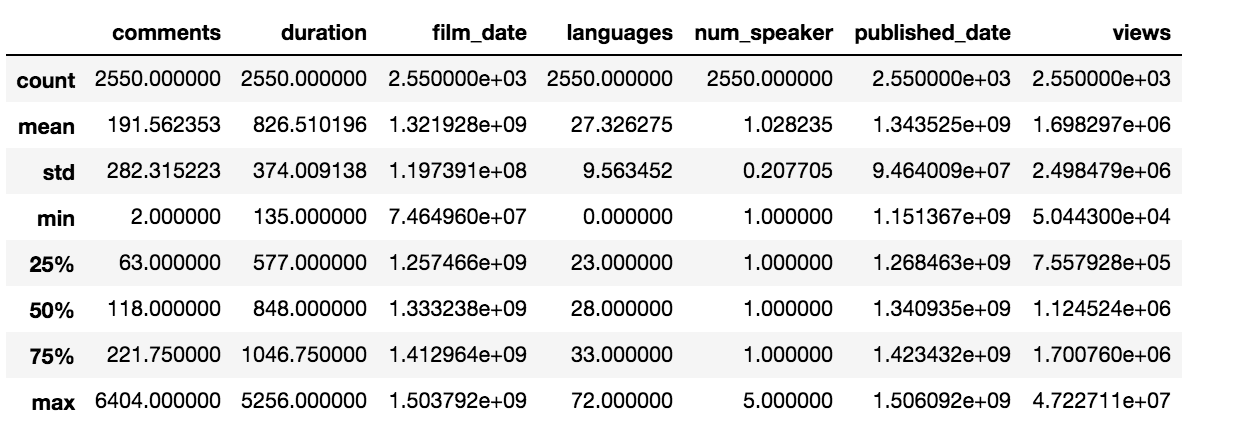 comments duration film_date languages num_speaker published_date views
count 2550.000000 2550.000000 2.550000e+03 2550.000000 2550.000000 2.550000e+03 2.550000e+03
mean 191.562353 826.510196 1.321928e+09 27.326275 1.028235 1.343525e+09 1.698297e+06
std 282.315223 374.009138 1.197391e+08 9.563452 0.207705 9.464009e+07 2.498479e+06
min 2.000000 135.000000 7.464960e+07 0.000000 1.000000 1.151367e+09 5.044300e+04
25% 63.000000 577.000000 1.257466e+09 23.000000 1.000000 1.268463e+09 7.557928e+05
50% 118.000000 848.000000 1.333238e+09 28.000000 1.000000 1.340935e+09 1.124524e+06
75% 221.750000 1046.750000 1.412964e+09 33.000000 1.000000 1.423432e+09 1.700760e+06
max 6404.000000 5256.000000 1.503792e+09 72.000000 5.000000 1.506092e+09 4.722711e+07